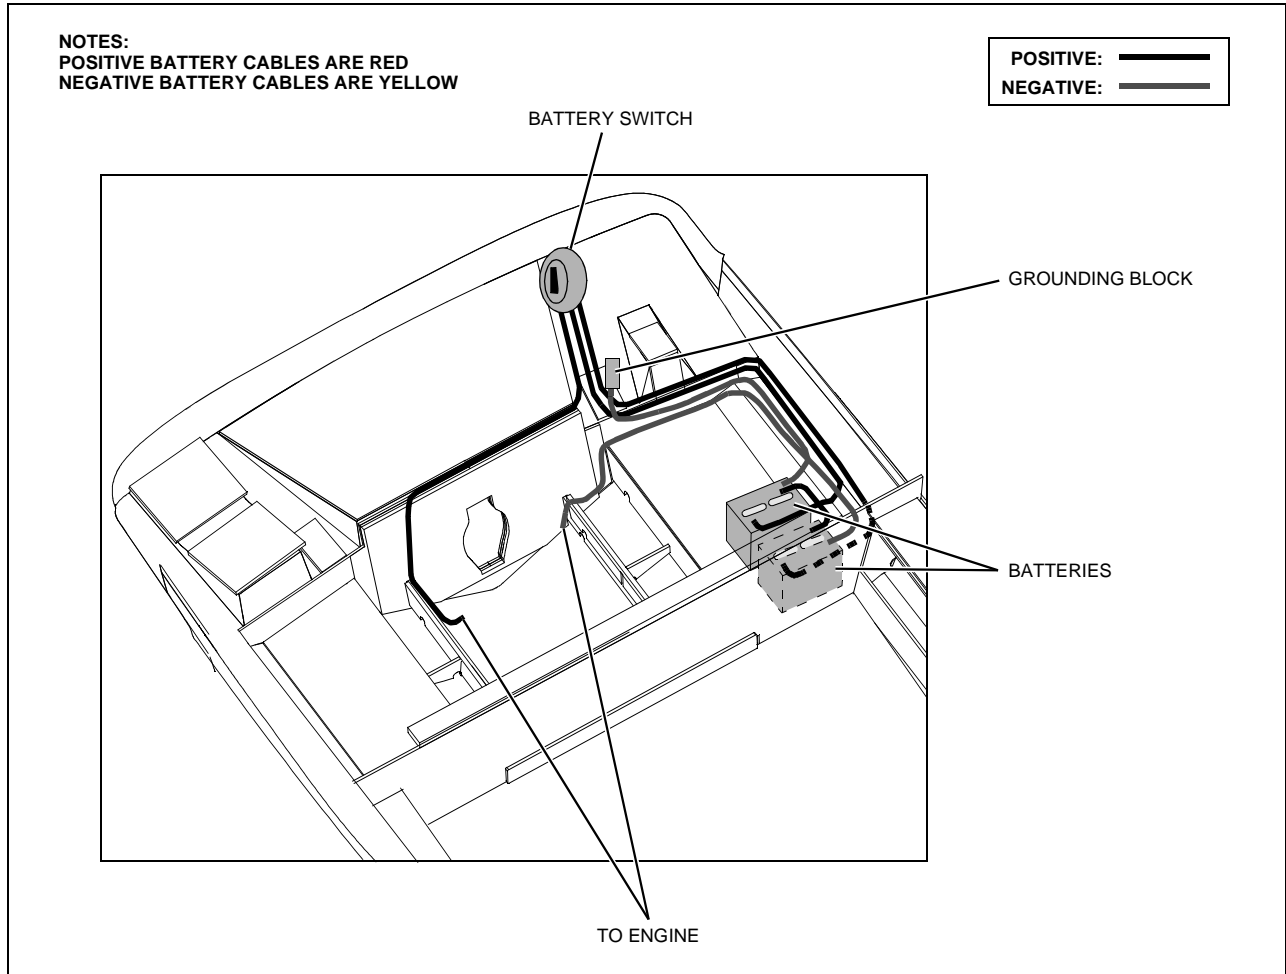 NOTES:
POSITIVE BATTERY CABLES ARE RED
NEGATIVE BATTERY CABLES ARE YELLOW
POSITIVE:
NEGATIVE:
BATTERY SWITCH
GROUNDING BLOCK
BATTERIES
TO ENGINE